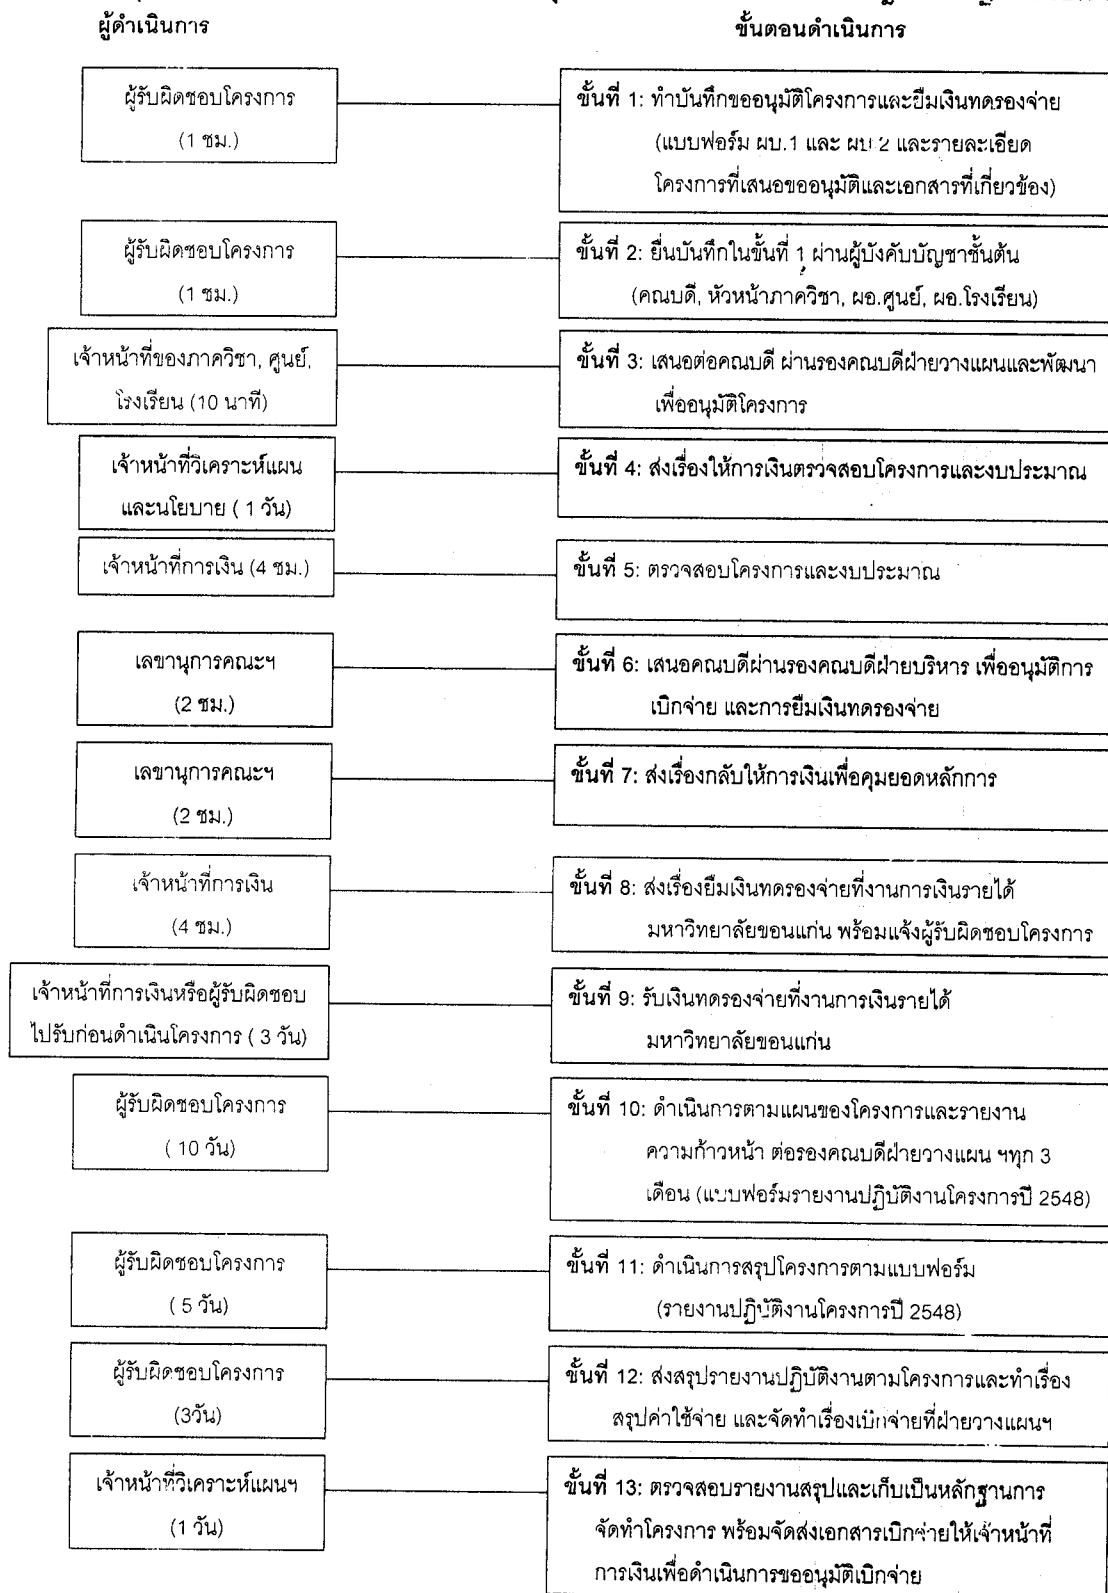 ผู้ดำเนินการ
ขั้นตอนดำเนินการ
ผู้รับผิดชอบโครงการ
(1 ชม.)
ขั้นที่ 1: ทำบันทึกขออนุมัติโครงการและยืมเงินทดรองจ่าย
(แบบฟอร์ม ผบ.1 และ ผบ.2 และรายละเอียด
โครงการที่เสนอขออนุมัติและเอกสารที่เกี่ยวข้อง)
ผู้รับผิดชอบโครงการ
(1 ชม.)
ขั้นที่ 2: ยื่นบันทึกในขั้นที่ 1 ผ่านผู้บังคับบัญชาชั้นต้น
(คณบดี, หัวหน้าภาควิชา, ผอ.ศูนย์, ผอ.โรงเรียน)
เจ้าหน้าที่ของภาควิชา, ศูนย์,
โรงเรียน (10 นาที)
ขั้นที่ 3: เสนอต่อคณบดี ผ่านรองคณบดีฝ่ายวางแผนและพัฒนา
เพื่ออนุมัติโครงการ
เจ้าหน้าที่วิเคราะห์แผน
และนโยบาย ( 1 วัน)
ขั้นที่ 4: ส่งเรื่องให้การเงินตรวจสอบโครงการและงบประมาณ
เจ้าหน้าที่การเงิน (4 ชม.)
ขั้นที่ 5: ตรวจสอบโครงการและงบประมาณ
เลขานุการคณะฯ
(2 ชม.)
ขั้นที่ 6: เสนอคณบดีผ่านรองคณบดีฝ่ายบริหาร เพื่ออนุมัติการ
เบิกจ่าย และการยืมเงินทดรองจ่าย
เลขานุการคณะฯ
(2 ชม.)
ขั้นที่ 7: ส่งเรื่องกลับให้การเงินเพื่อคุมยอดหลักการ
เจ้าหน้าที่การเงิน
(4 ชม.)
ขั้นที่ 8: ส่งเรื่องยืมเงินทดรองจ่ายที่งานการเงินรายได้
มหาวิทยาลัยขอนแก่น พร้อมแจ้งผู้รับผิดชอบโครงการ
เจ้าหน้าที่การเงินหรือผู้รับผิดชอบ
ไปรับก่อนดำเนินโครงการ ( 3 วัน)
ขั้นที่ 9: รับเงินทดรองจ่ายที่งานการเงินรายได้
มหาวิทยาลัยขอนแก่น
ผู้รับผิดชอบโครงการ
( 10 วัน)
ขั้นที่ 10: ดำเนินการตามแผนของโครงการและรายงาน
ความก้าวหน้า ต่อรองคณบดีฝ่ายวางแผน ฯทุก 3
เดือน (แบบฟอร์มรายงานปฏิบัติงานโครงการปี 2548)
ผู้รับผิดชอบโครงการ
( 5 วัน)
ขั้นที่ 11: ดำเนินการสรุปโครงการตามแบบฟอร์ม
(รายงานปฏิบัติงานโครงการปี 2548)
ผู้รับผิดชอบโครงการ
(3วัน)
ขั้นที่ 12: ส่งสรุปรายงานปฏิบัติงานตามโครงการและทำเรื่อง
สรุปค่าใช้จ่าย และจัดทำเรื่องเบิกจ่ายที่ฝ่ายวางแผนฯ
เจ้าหน้าที่วิเคราะห์แผนฯ
(1 วัน)
ขั้นที่ 13: ตรวจสอบรายงานสรุปและเก็บเป็นหลักฐานการ
จัดทำโครงการ พร้อมจัดส่งเอกสารเบิกจ่ายให้เจ้าหน้าที่
การเงินเพื่อดำเนินการขออนุมัติเบิกจ่าย